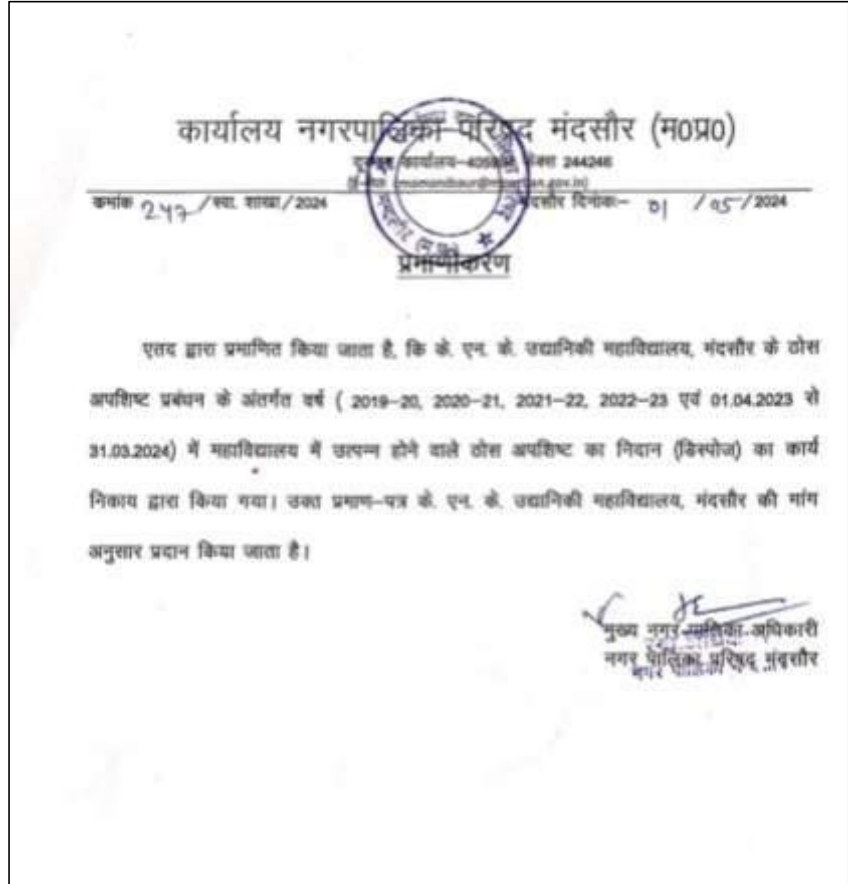 कार्यालय नगरपालिका परिषद मंदसौर (म0प्र0)
कार्यालय फैक्स 244246
कमांक 247/स्वा. शाखा/2024 मंदसौर दिनांकः- 01 /05/2024
प्रमाणीकरण
एतद द्वारा प्रमाणित किया जाता है, कि के. एन. के. उद्यानिकी महाविद्यालय, मंदसौर के ठोस
अपशिष्ट प्रबंधन के अंतर्गत वर्ष ( 2019-20, 2020-21, 2021-22, 2022-23 एवं 01.04.2023 से
31.03.2024) में महाविद्यालय में उत्पन्न होने वाले ठोस अपशिष्ट का निदान (डिस्पोज) का कार्य
निकाय द्वारा किया गया। उक्त प्रमाण-पत्र के. एन. के. उद्यानिकी महाविद्यालय, मंदसौर की मांग
अनुसार प्रदान किया जाता है।
मुख्य नगर पालिका अधिकारी
नगर पालिका परिषद् मंदसौर